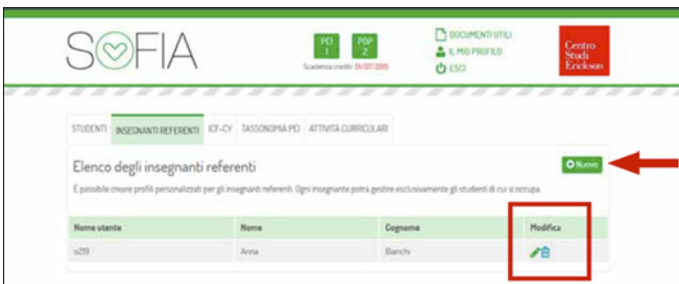 SOFIA
PEI
1
PDP
2
Scadenza crediti: 01/07/2015
DOCUMENTI UTILI
IL MIO PROFILO
ESCI
Centro
Studi
Erickson
STUDENTI INSEGNANTI REFERENTI ICF-CY TASSONOMIA PEI ATTIVITÀ CURRICULARI
Elenco degli insegnanti referenti
Nuovo
È possibile creare profili personalizzati per gli insegnanti referenti. Ogni insegnante potrà gestire esclusivamente gli studenti di cui si occupa.
Nome utente Nome Cognome Modifica
Anna Bianchi